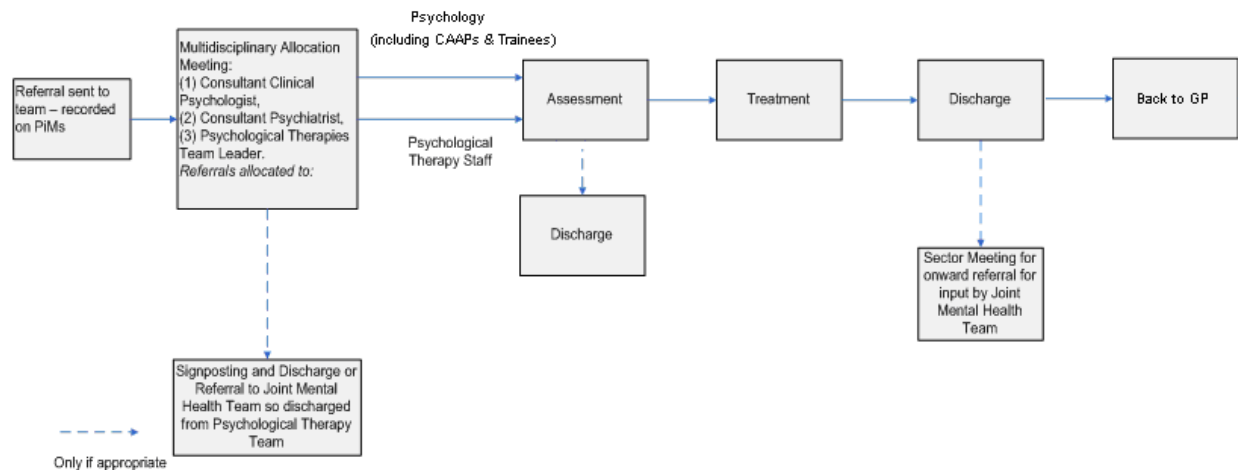 Psychology
(including CAAPs & Trainees)
Referral sent to
team – recorded
on PiMs
Multidisciplinary Allocation
Meeting:
(1) Consultant Clinical
Psychologist,
(2) Consultant Psychiatrist,
(3) Psychological Therapies
Team Leader.
Referrals allocated to:
Psychological
Therapy Staff
Assessment
Treatment
Discharge
Back to GP
Discharge
Sector Meeting for
onward referral for
input by Joint
Mental Health
Team
Signposting and Discharge or
Referral to Joint Mental
Health Team so discharged
from Psychological Therapy
Team
Only if appropriate